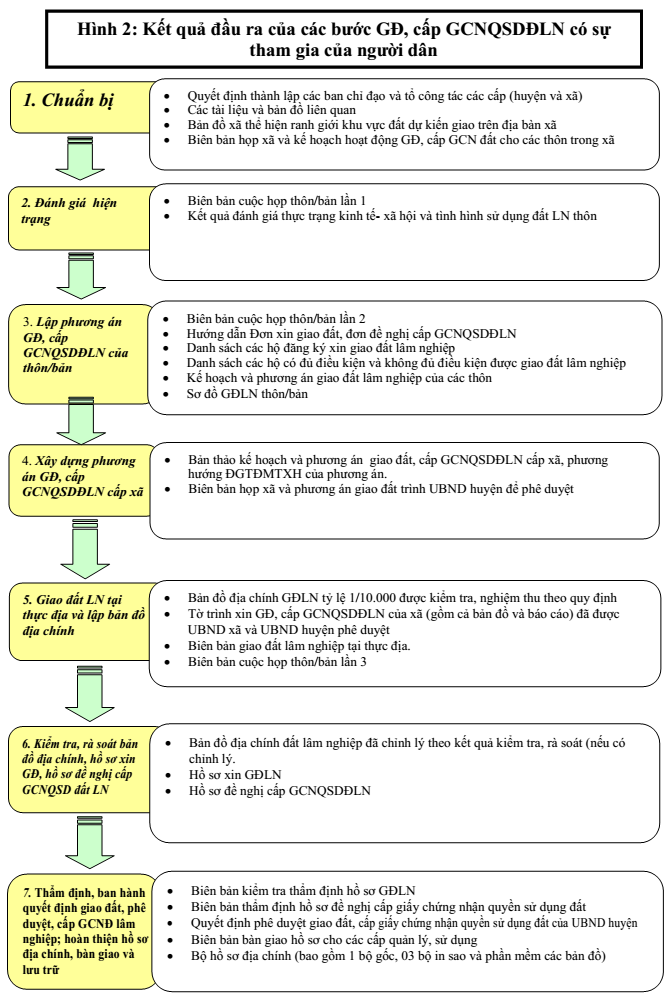 Hình 2: Kết quả đầu ra của các bước GĐ, cấp GCNQSDĐLN có sự
tham gia của người dân
1. Chuẩn bị
• Quyết định thành lập các ban chỉ đạo và tổ công tác các cấp (huyện và xã)
• Các tài liệu và bản đồ liên quan
• Bản đồ xã thể hiện ranh giới khu vực đất dự kiến giao trên địa bàn xã
• Biên bản họp xã và kế hoạch hoạt động GĐ, cấp GCN đất cho các thôn trong xã
2. Đánh giá hiện
trạng
• Biên bản cuộc họp thôn/bản lần 1
• Kết quả đánh giá thực trạng kinh tế- xã hội và tình hình sử dụng đất LN thôn
3. Lập phương án
GĐ, cấp
GCNQSDĐLN của
thôn/bản
• Biên bản cuộc họp thôn/bản lần 2
• Hướng dẫn Đơn xin giao đất, đơn đề nghị cấp GCNQSDĐLN
• Danh sách các hộ đăng ký xin giao đất lâm nghiệp
• Danh sách các hộ có đủ điều kiện và không đủ điều kiện được giao đất lâm nghiệp
• Kế hoạch và phương án giao đất lâm nghiệp của các thôn
• Sơ đồ GĐLN thôn/bản
4. Xây dựng phương
án GĐ, cấp
GCNQSDĐLN cấp xã
• Bản thảo kế hoạch và phương án giao đất, cấp GCNQSDĐLN cấp xã, phương
hướng ĐGTĐMTXH của phương án.
• Biên bản họp xã và phương án giao đất trình UBND huyện để phê duyệt
5. Giao đất LN tại
thực địa và lập bản đồ
địa chính
• Bản đồ địa chính GĐLN tỷ lệ 1/10.000 được kiểm tra, nghiệm thu theo quy định
• Tờ trình xin GĐ, cấp GCNQSDĐLN của xã (gồm cả bản đồ và báo cáo) đã được
UBND xã và UBND huyện phê duyệt
• Biên bản giao đất lâm nghiệp tại thực địa.
• Biên bản cuộc họp thôn/bản lần 3
6. Kiểm tra, rà soát bản
đồ địa chính, hồ sơ xin
GĐ, hồ sơ đề nghị cấp
GCNQSD đất LN
• Bản đồ địa chính đất lâm nghiệp đã chỉnh lý theo kết quả kiểm tra, rà soát (nếu có
chỉnh lý.
• Hồ sơ xin GĐLN
• Hồ sơ đề nghị cấp GCNQSDĐLN
7. Thẩm định, ban hành
quyết định giao đất, phê
duyệt, cấp GCNĐ lâm
nghiệp; hoàn thiện hồ sơ
địa chính, bàn giao và
lưu trữ
• Biên bản kiểm tra thẩm định hồ sơ GĐLN
• Biên bản thẩm định hồ sơ đề nghị cấp giấy chứng nhận quyền sử dụng đất
• Quyết định phê duyệt giao đất, cấp giấy chứng nhận quyền sử dụng đất của UBND huyện
• Biên bản bàn giao hồ sơ cho các cấp quản lý, sử dụng
• Bộ hồ sơ địa chính (bao gồm 1 bộ gốc, 03 bộ in sao và phần mềm các bản đồ)